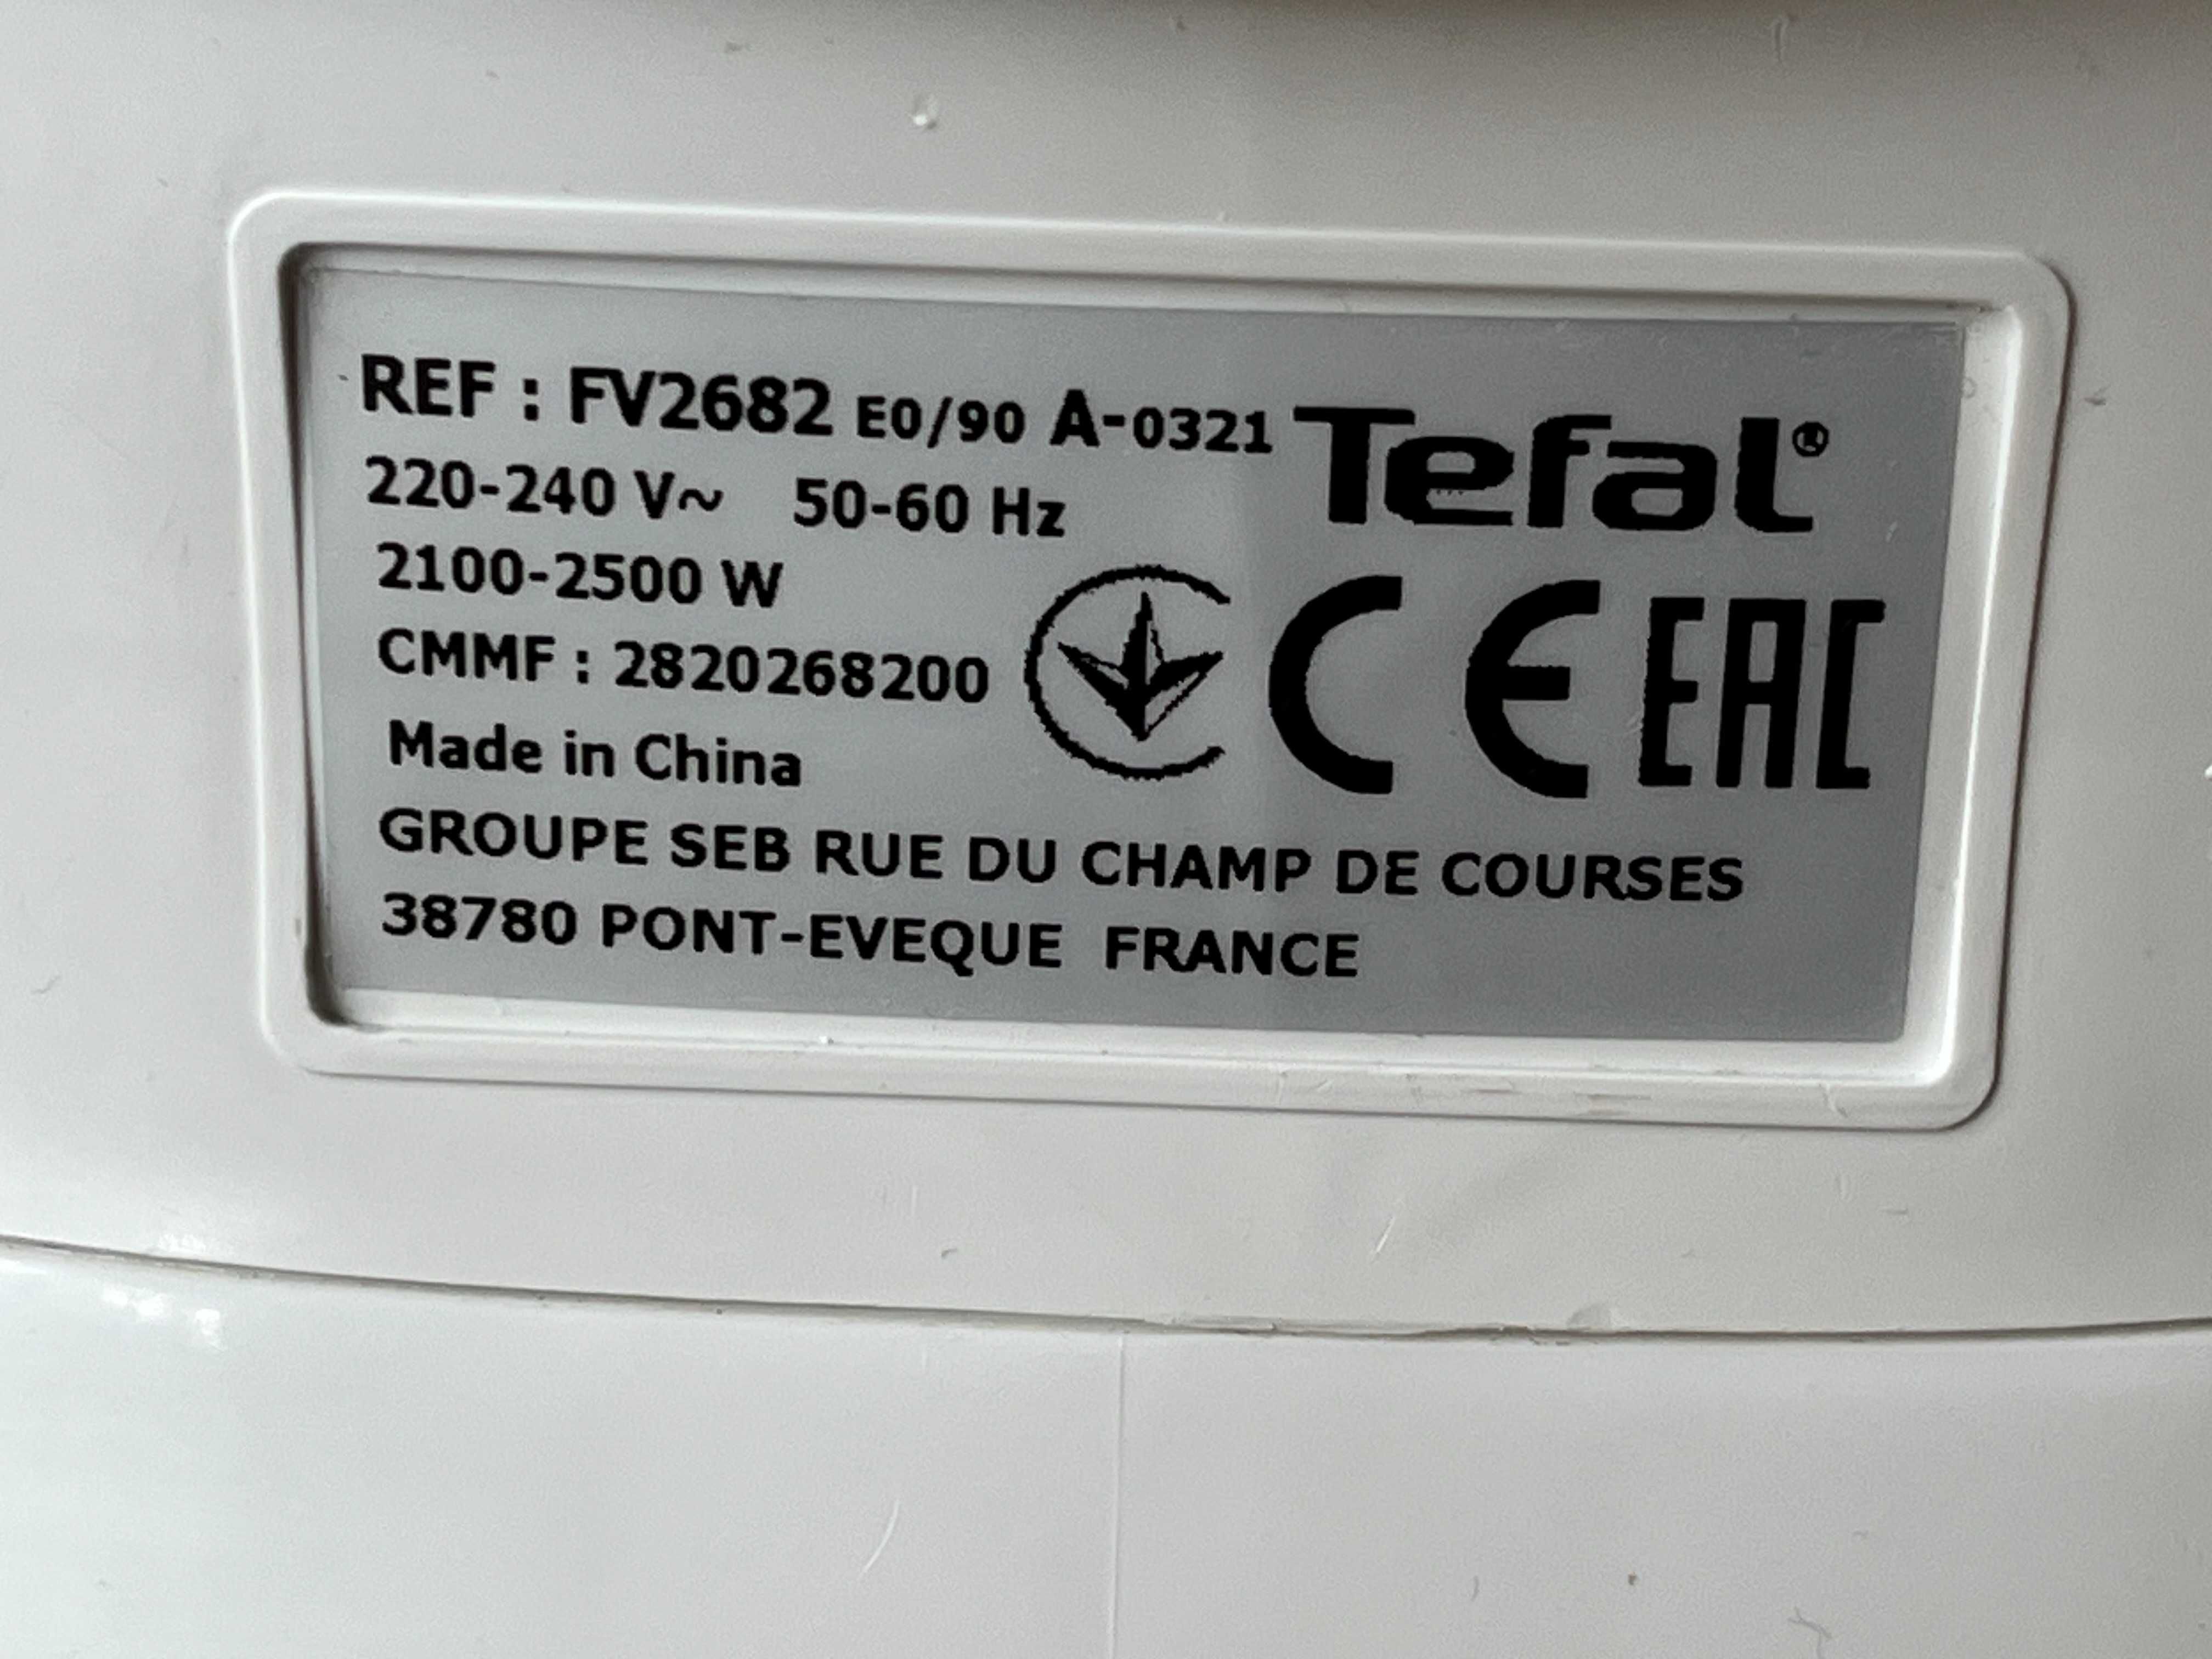 REF : FV2682 E0/90 A-0321
Tefal®
220-240 V~ 50-60 Hz
2100-2500 W
CMMF : 2820268200
CE EAC
Made in China
GROUPE SEB RUE DU CHAMP DE COURSES
38780 PONT-EVEQUE FRANCE